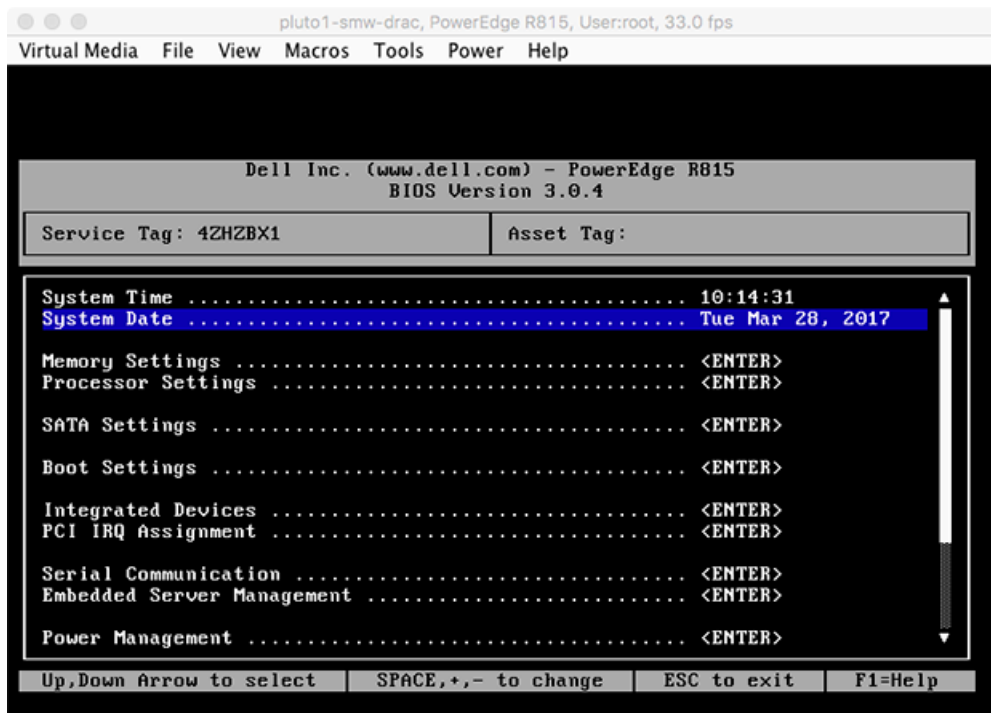 pluto1-smw-drac, PowerEdge R815, User:root, 33.0 fps
Virtual Media File View Macros Tools Power Help
Dell Inc. (www.dell.com) - PowerEdge R815
BIOS Version 3.0.4
Service Tag: 4ZHZBX1 Asset Tag:
System Time .......................................... 10:14:31
System Date .......................................... Tue Mar 28, 2017
Memory Settings ...................................... <ENTER>
Processor Settings ................................... <ENTER>
SATA Settings ........................................ <ENTER>
Boot Settings ........................................ <ENTER>
Integrated Devices ................................... <ENTER>
PCI IRQ Assignment ................................... <ENTER>
Serial Communication ................................. <ENTER>
Embedded Server Management ........................... <ENTER>
Power Management ..................................... <ENTER>
Up,Down Arrow to select SPACE,+,- to change ESC to exit F1=Help